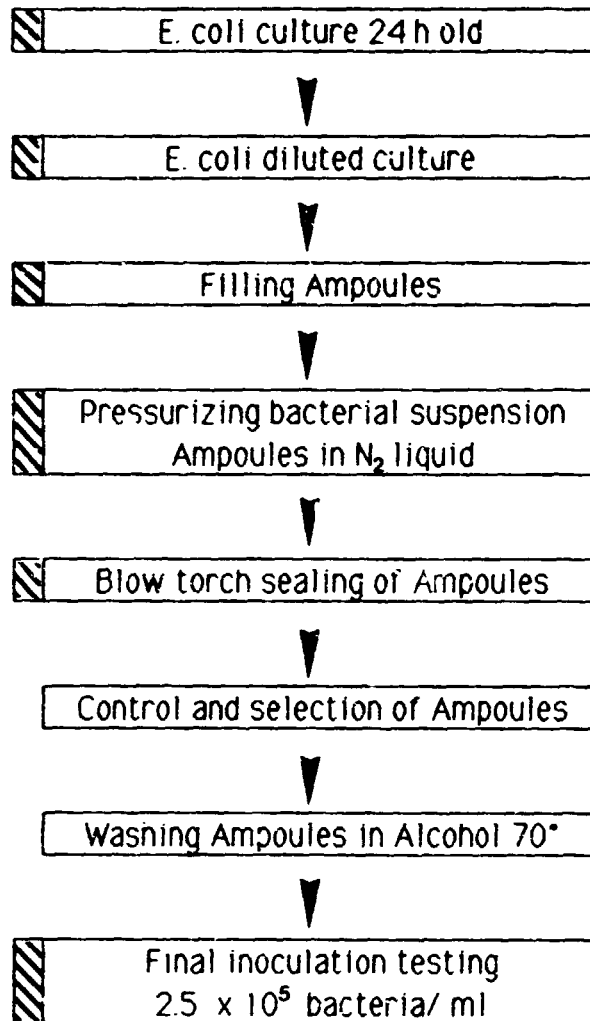 E. coli culture 24 h old
E. coli diluted culture
Filling Ampoules
Pressurizing bacterial suspension
Ampoules in N₂ liquid
Blow torch sealing of Ampoules
Control and selection of Ampoules
Washing Ampoules in Alcohol 70°
Final inoculation testing
2.5 x 10⁵ bacteria/ ml